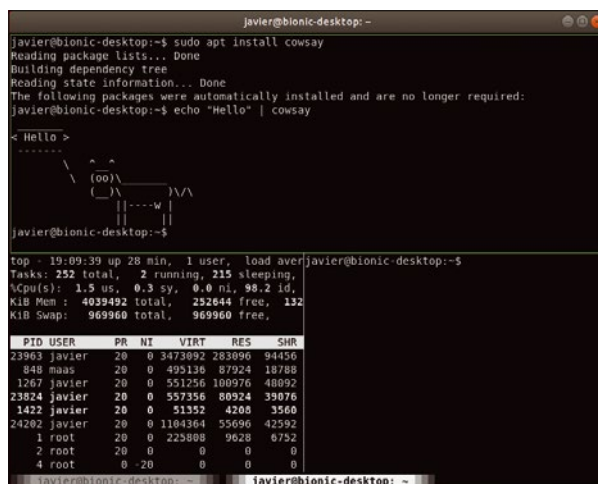 javier@bionic-desktop: ~
javier@bionic-desktop:~$ sudo apt install cowsay
Reading package lists... Done
Building dependency tree
Reading state information... Done
The following packages were automatically installed and are no longer required:
javier@bionic-desktop:~$ echo "Hello" | cowsay
 _______
< Hello >
 -------
        \   ^__^
         \  (oo)\_______
            (__)\       )\/\
                ||----w |
                ||     ||
javier@bionic-desktop:~$
top - 19:09:39 up 28 min,  1 user,  load aver
Tasks: 252 total,   2 running, 215 sleeping,
%Cpu(s):  1.5 us,  0.3 sy,  0.0 ni, 98.2 id,
KiB Mem :  4039492 total,   252644 free,  132
KiB Swap:   969960 total,   969960 free,
  PID USER      PR  NI    VIRT    RES    SHR
23963 javier    20   0 3473092 283096  94456
  848 maas      20   0  495136  87924  18788
 1267 javier    20   0  551256 100976  48092
23824 javier    20   0  557356  80924  39076
 1422 javier    20   0   51352   4208   3560
24202 javier    20   0 1104364  55696  42592
    1 root      20   0  225808   9628   6752
    2 root      20   0       0      0      0
    4 root       0 -20       0      0      0
javier@bionic-desktop:~$
javier@bionic-desktop: ~
javier@bionic-desktop: ~